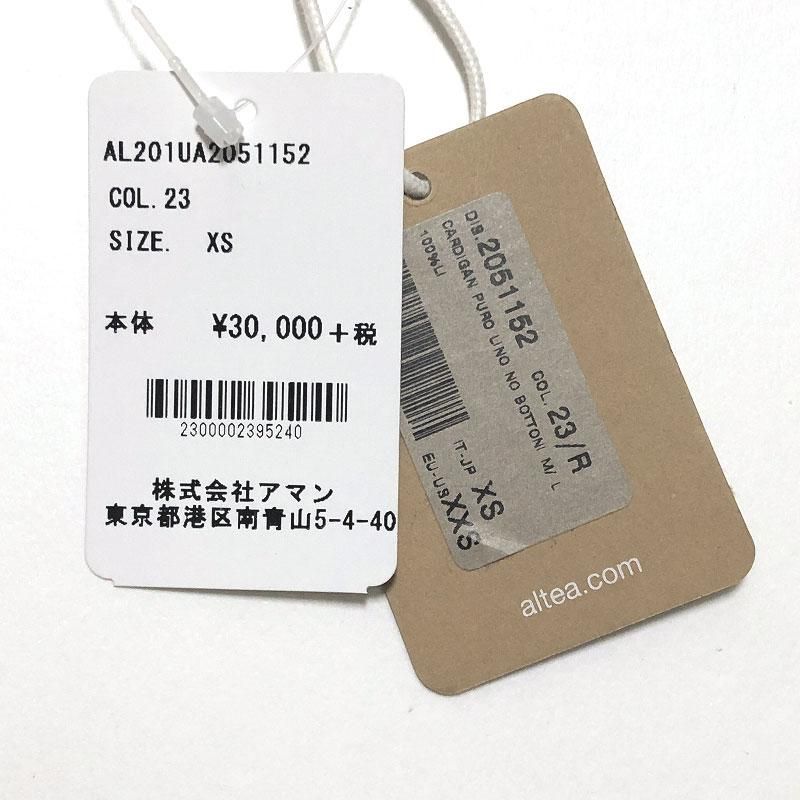 AL201UA2051152
COL.23
SIZE. XS
本体 ¥30,000+税
2300002395240
株式会社アマン
東京都港区南青山5-4-40
DIS.2051152 COL.23/R
CARDIGAN PURO LINO NO BOTTONI M/L
100%LI
IT-JP XS
EU-US XXS
altea.com